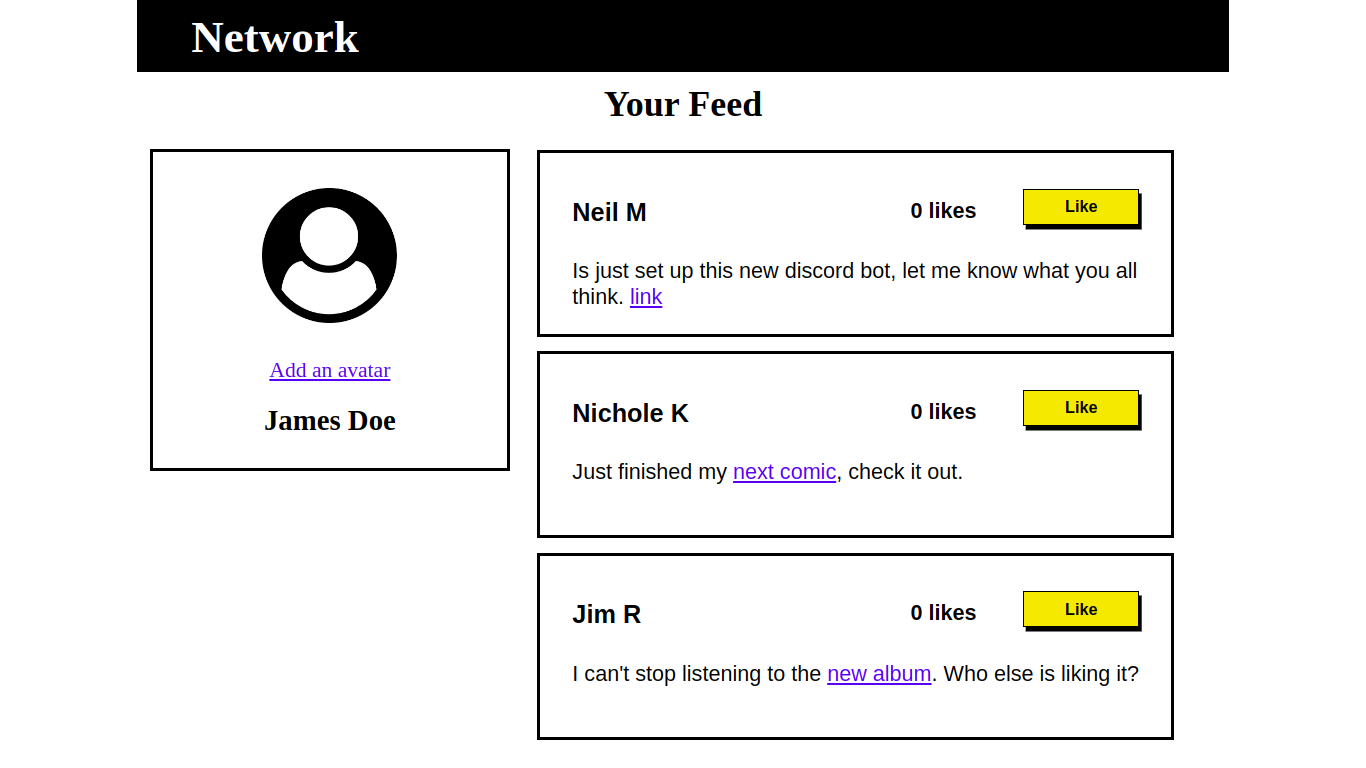 Network
Your Feed
Add an avatar
James Doe
Neil M
0 likes
Like
Is just set up this new discord bot, let me know what you all
think. link
Nichole K
0 likes
Like
Just finished my next comic, check it out.
Jim R
0 likes
Like
I can't stop listening to the new album. Who else is liking it?